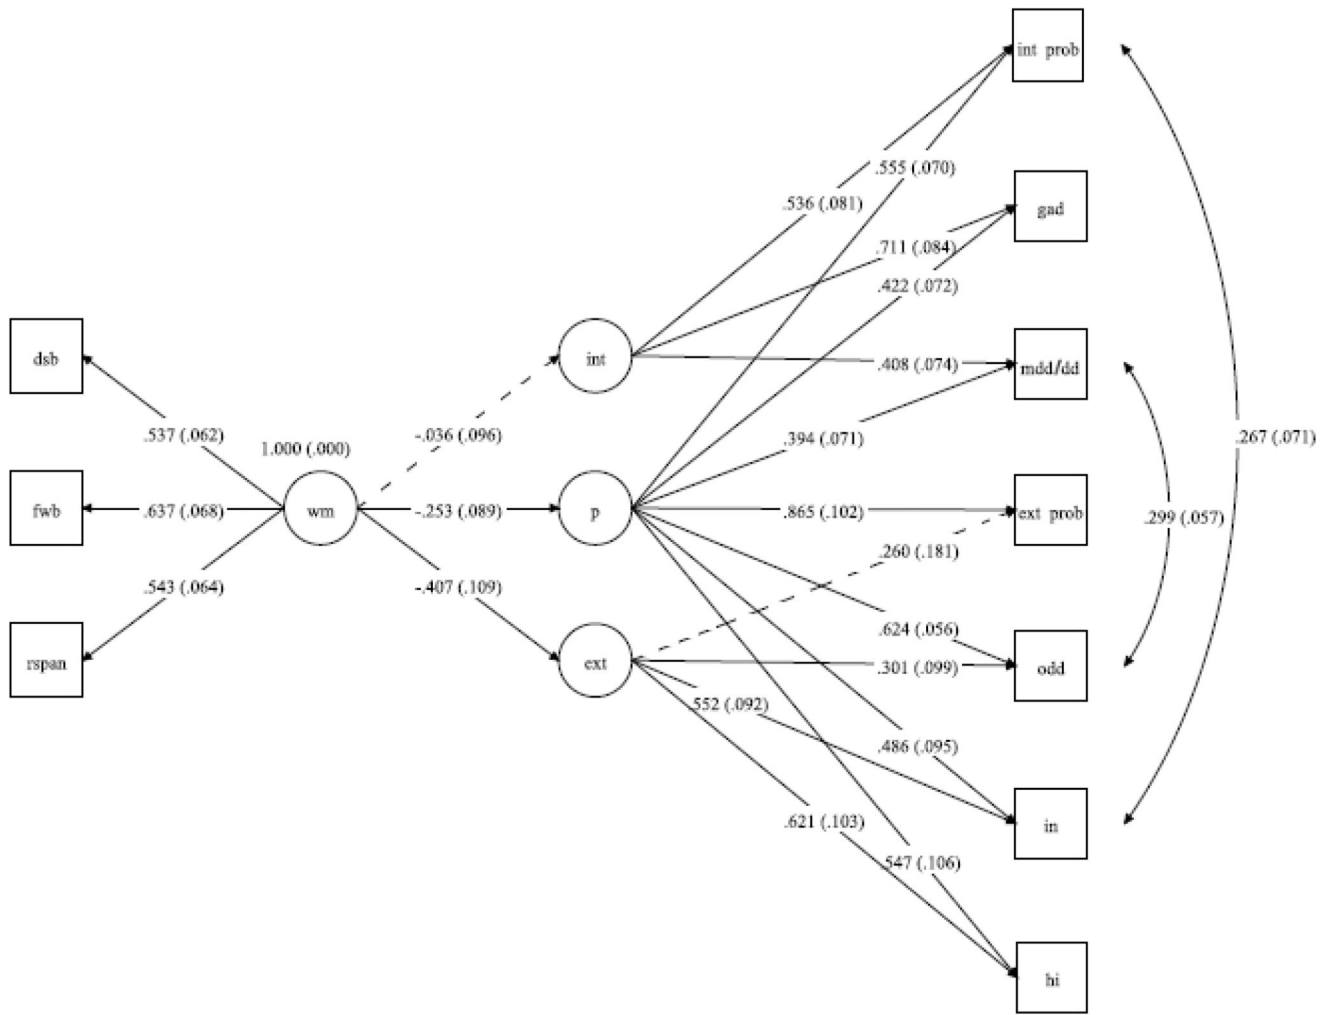 int prob
.555 (.070)
.536 (.081)
gad
.711 (.084)
.422 (.072)
dsb
int
.408 (.074)
mdd/dd
.537 (.062)
1.000 (.000)
-.036 (.096)
.394 (.071)
.267 (.071)
fwb
.637 (.068)
wm
-.253 (.089)
p
.865 (.102)
ext prob
.299 (.057)
.260 (.181)
.543 (.064)
-.407 (.109)
.624 (.056)
rspan
ext
.301 (.099)
odd
.552 (.092)
.486 (.095)
in
.621 (.103)
.547 (.106)
hi